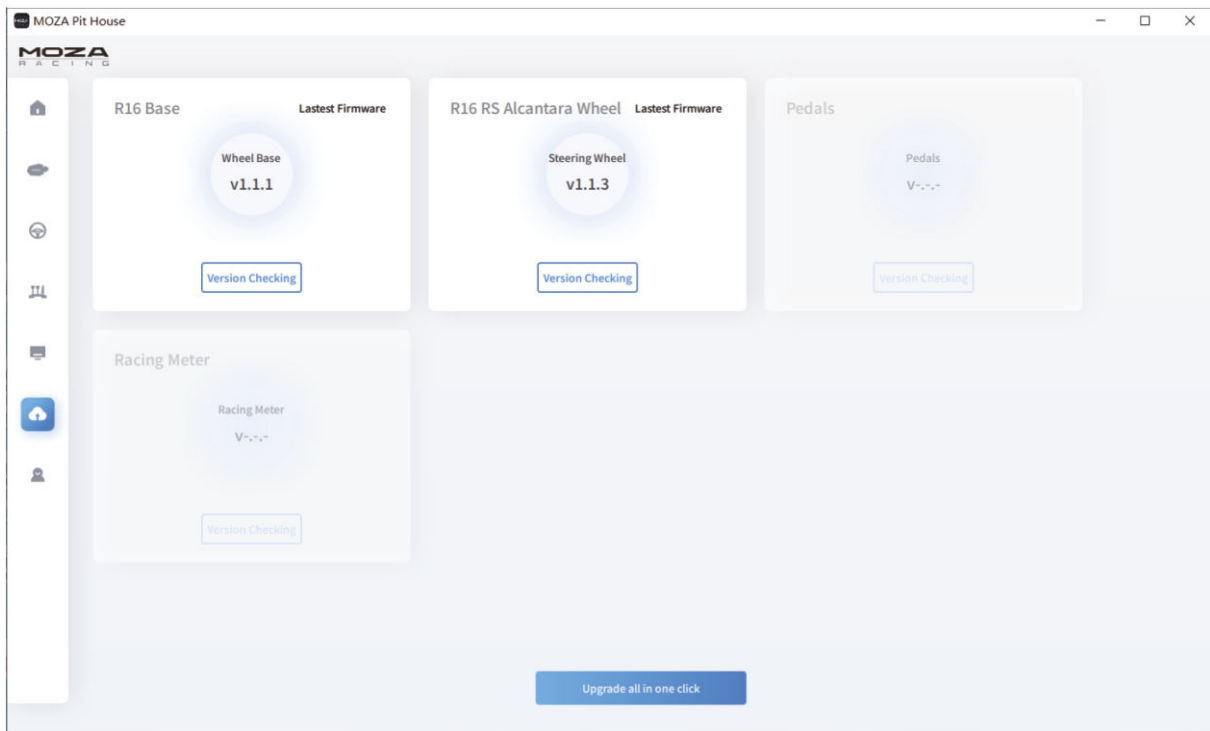 MOZA Pit House
MOZA
RACING
R16 Base Lastest Firmware
Wheel Base
v1.1.1
Version Checking
R16 RS Alcantara Wheel Lastest Firmware
Steering Wheel
v1.1.3
Version Checking
Pedals
Pedals
v-.-.-
Version Checking
Racing Meter
Racing Meter
v-.-.-
Version Checking
Upgrade all in one click